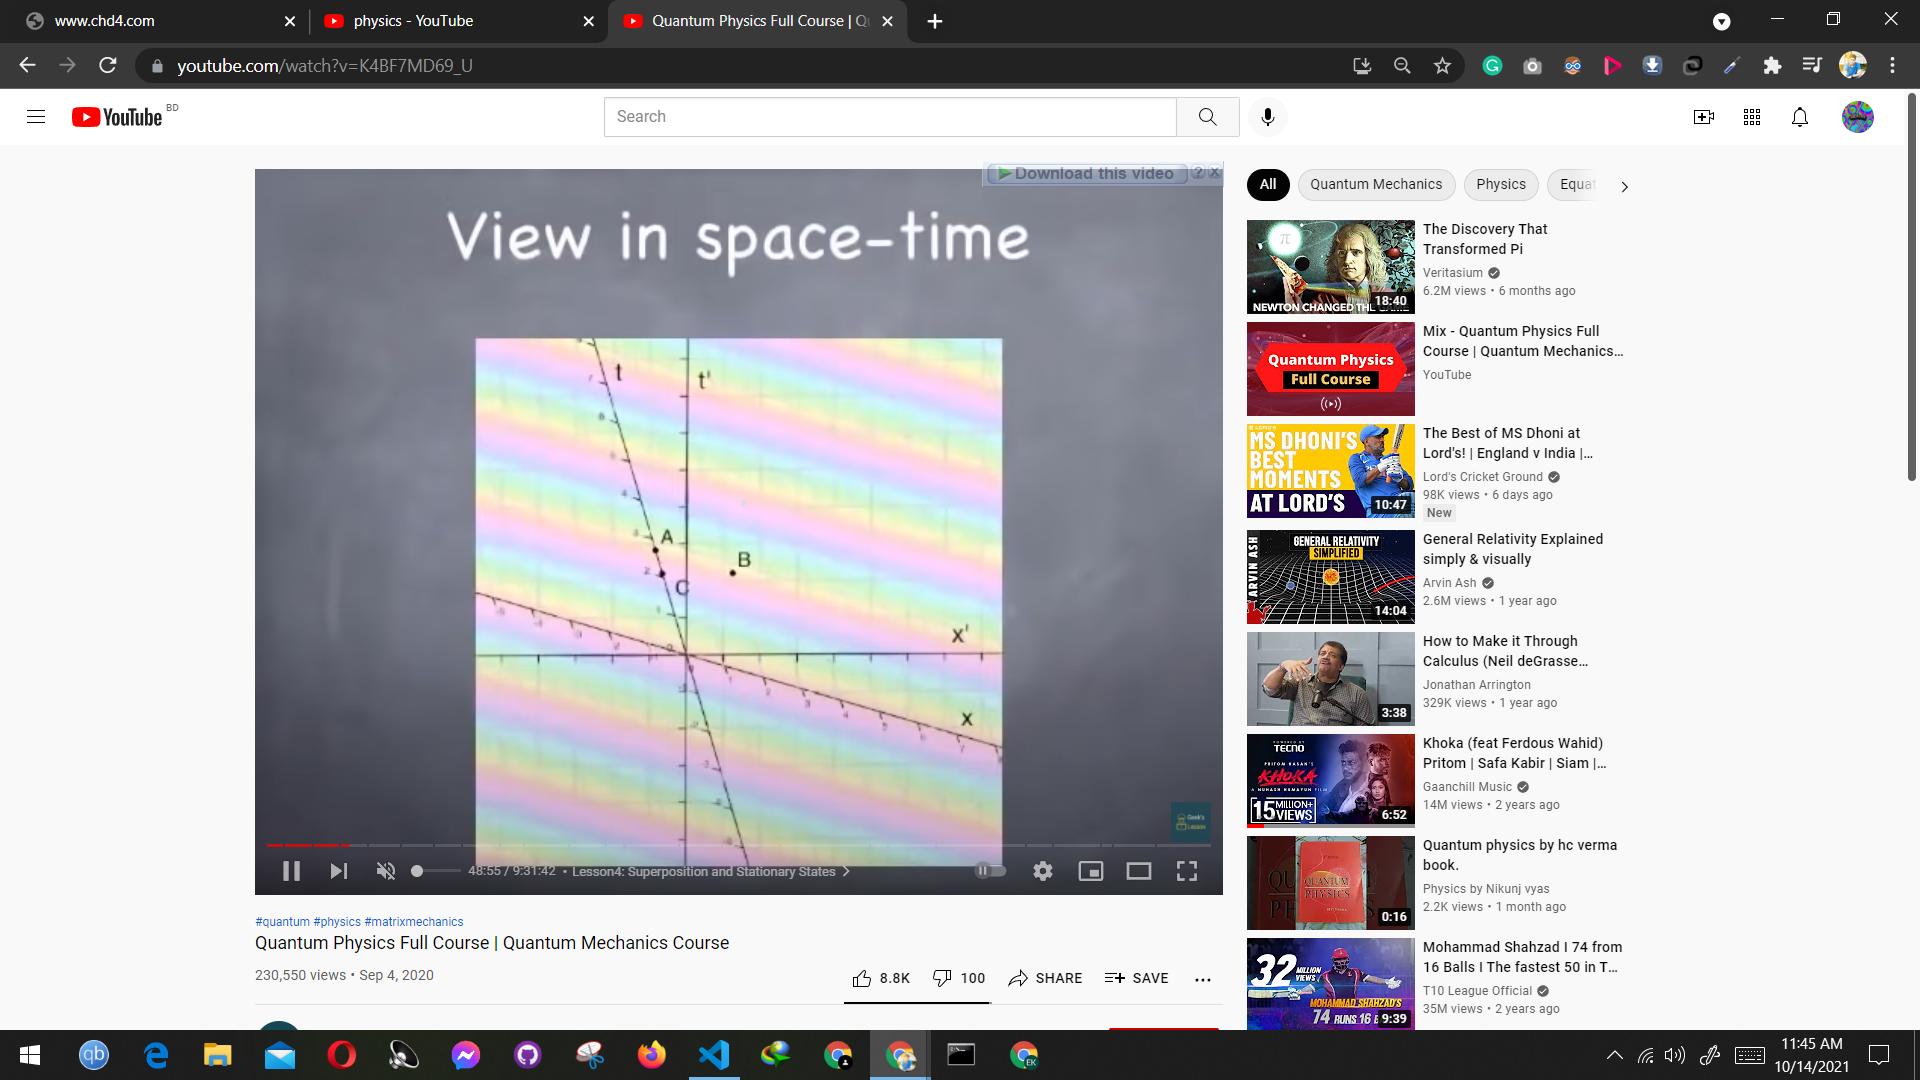 www.chd4.com
physics - YouTube
Quantum Physics Full Course | Qu
youtube.com/watch?v=K4BF7MD69_U
YouTube BD
Search
Download this video
View in space-time
t
t'
A
B
C
x'
x
48:55 / 9:31:42 • Lesson4: Superposition and Stationary States
#quantum #physics #matrixmechanics
Quantum Physics Full Course | Quantum Mechanics Course
230,550 views • Sep 4, 2020
8.8K
100
SHARE
SAVE
All
Quantum Mechanics
Physics
Equat
NEWTON CHANGED THE GAME
18:40
The Discovery That
Transformed Pi
Veritasium
6.2M views • 6 months ago
Quantum Physics
Full Course
Mix - Quantum Physics Full
Course | Quantum Mechanics...
YouTube
MS DHONI'S
BEST
MOMENTS
AT LORD'S
10:47
The Best of MS Dhoni at
Lord's! | England v India |...
Lord's Cricket Ground
98K views • 6 days ago
New
GENERAL RELATIVITY
SIMPLIFIED
ARVIN ASH
14:04
General Relativity Explained
simply & visually
Arvin Ash
2.6M views • 1 year ago
3:38
How to Make it Through
Calculus (Neil deGrasse...
Jonathan Arrington
329K views • 1 year ago
TECNO
KHOKA
15 MILLION+
VIEWS
6:52
Khoka (feat Ferdous Wahid)
Pritom | Safa Kabir | Siam |...
Gaanchill Music
14M views • 2 years ago
QUANTUM
PHYSICS
0:16
Quantum physics by hc verma
book.
Physics by Nikunj vyas
2.2K views • 1 month ago
32 MILLION
VIEWS
MOHAMMAD SHAHZAD'S
74 RUNS 16
9:39
Mohammad Shahzad I 74 from
16 Balls I The fastest 50 in T...
T10 League Official
35M views • 2 years ago
11:45 AM
10/14/2021